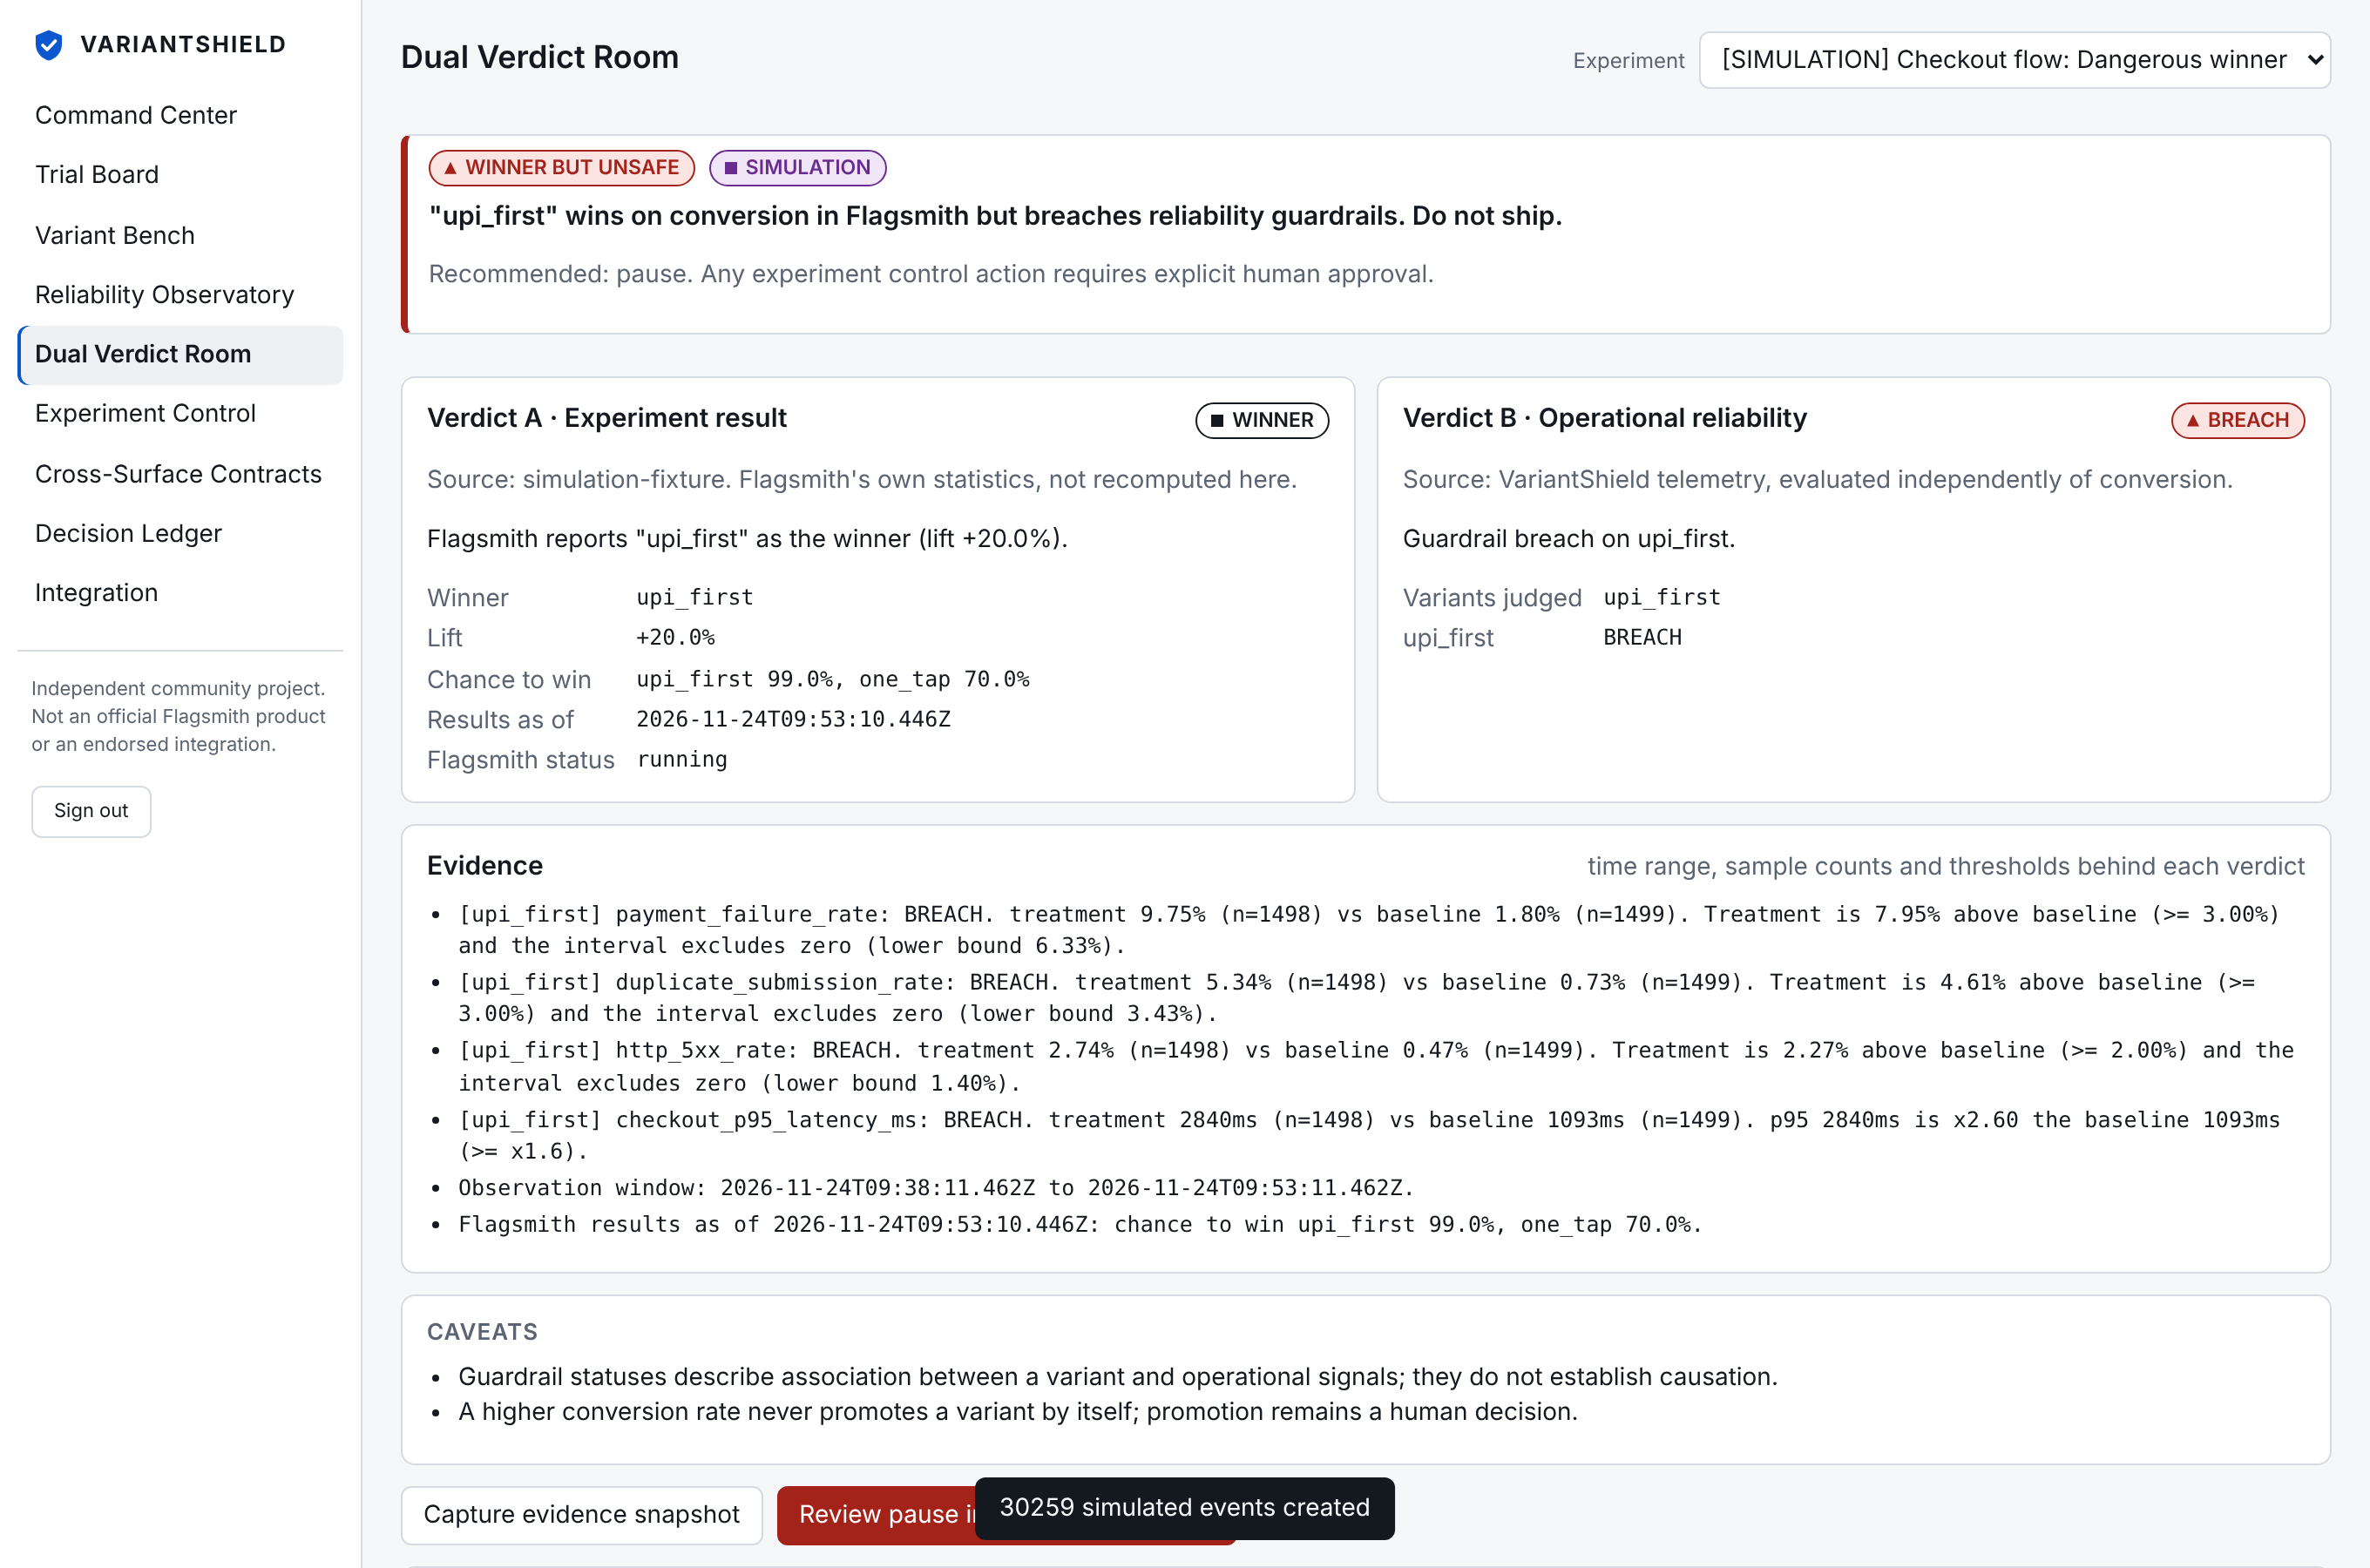 VARIANTSHIELD
Command Center
Trial Board
Variant Bench
Reliability Observatory
Dual Verdict Room
Experiment Control
Cross-Surface Contracts
Decision Ledger
Integration
Independent community project.
Not an official Flagsmith product
or an endorsed integration.
Sign out
Dual Verdict Room
Experiment
[SIMULATION] Checkout flow: Dangerous winner
▲ WINNER BUT UNSAFE
■ SIMULATION
"upi_first" wins on conversion in Flagsmith but breaches reliability guardrails. Do not ship.
Recommended: pause. Any experiment control action requires explicit human approval.
Verdict A · Experiment result
■ WINNER
Source: simulation-fixture. Flagsmith's own statistics, not recomputed here.
Flagsmith reports "upi_first" as the winner (lift +20.0%).
Winner upi_first
Lift +20.0%
Chance to win upi_first 99.0%, one_tap 70.0%
Results as of 2026-11-24T09:53:10.446Z
Flagsmith status running
Verdict B · Operational reliability
▲ BREACH
Source: VariantShield telemetry, evaluated independently of conversion.
Guardrail breach on upi_first.
Variants judged upi_first
upi_first BREACH
Evidence
time range, sample counts and thresholds behind each verdict
• [upi_first] payment_failure_rate: BREACH. treatment 9.75% (n=1498) vs baseline 1.80% (n=1499). Treatment is 7.95% above baseline (>= 3.00%)
and the interval excludes zero (lower bound 6.33%).
• [upi_first] duplicate_submission_rate: BREACH. treatment 5.34% (n=1498) vs baseline 0.73% (n=1499). Treatment is 4.61% above baseline (>=
3.00%) and the interval excludes zero (lower bound 3.43%).
• [upi_first] http_5xx_rate: BREACH. treatment 2.74% (n=1498) vs baseline 0.47% (n=1499). Treatment is 2.27% above baseline (>= 2.00%) and the
interval excludes zero (lower bound 1.40%).
• [upi_first] checkout_p95_latency_ms: BREACH. treatment 2840ms (n=1498) vs baseline 1093ms (n=1499). p95 2840ms is x2.60 the baseline 1093ms
(>= x1.6).
• Observation window: 2026-11-24T09:38:11.462Z to 2026-11-24T09:53:11.462Z.
• Flagsmith results as of 2026-11-24T09:53:10.446Z: chance to win upi_first 99.0%, one_tap 70.0%.
CAVEATS
• Guardrail statuses describe association between a variant and operational signals; they do not establish causation.
• A higher conversion rate never promotes a variant by itself; promotion remains a human decision.
Capture evidence snapshot
Review pause
30259 simulated events created